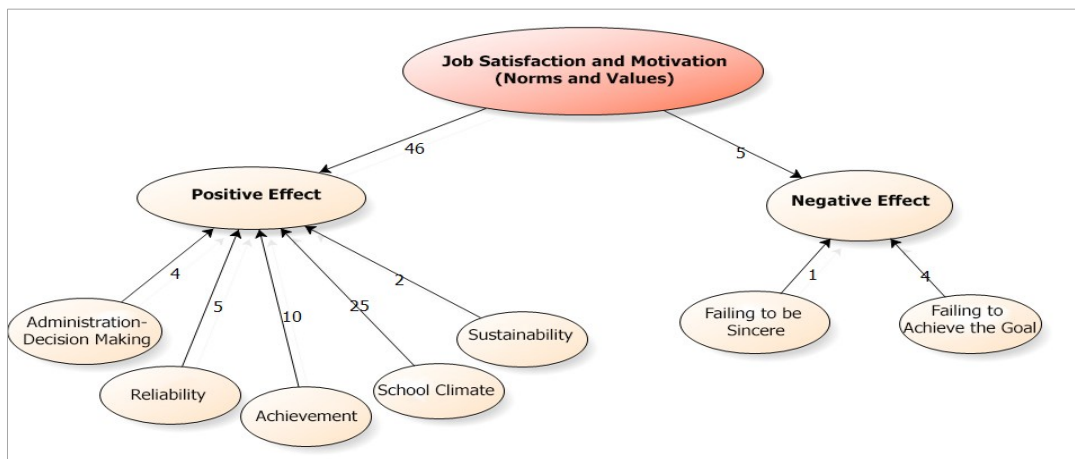 Job Satisfaction and Motivation
(Norms and Values)
46
5
Positive Effect
Negative Effect
4
5
10
25
2
1
4
Administration-
Decision Making
Reliability
Achievement
School Climate
Sustainability
Failing to be
Sincere
Failing to
Achieve the Goal